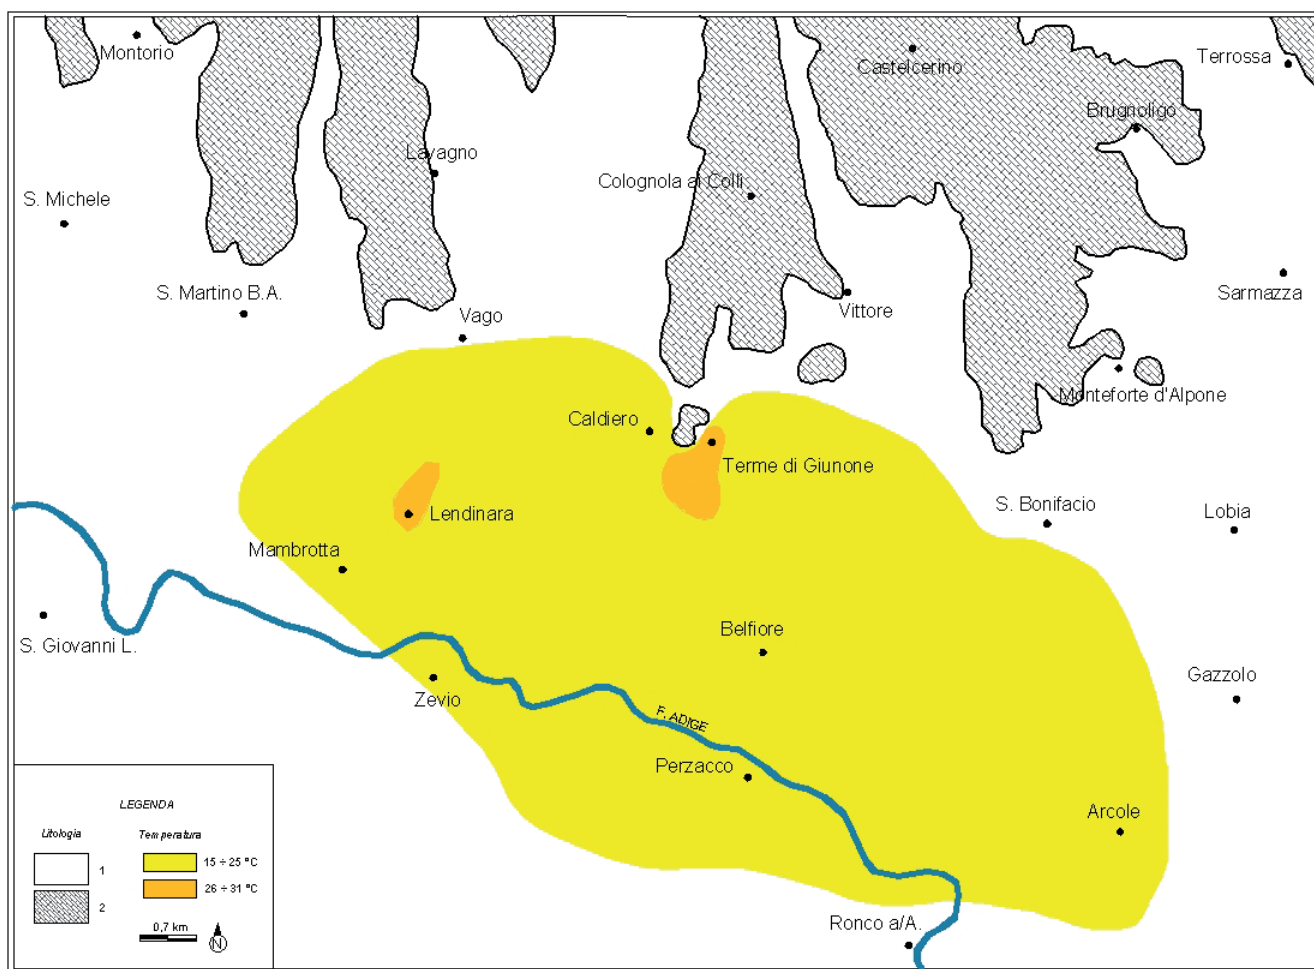 Montorio
Castelcerino
Terrossa
Brugnoligo
Lavagno
Colognola ai Colli
S. Michele
S. Martino B.A.
Vittore
Sarmazza
Vago
Monteforte d'Alpone
Caldiero
Terme di Giunone
Lendinara
S. Bonifacio
Lobia
Mambrotta
S. Giovanni L.
Belfiore
Zevio
Gazzolo
F. ADIGE
Perzacco
Arcole
Ronco a/A.
LEGENDA
Litologia
Temperatura
1
15 ÷ 25 °C
2
26 ÷ 31 °C
0,7 km
N